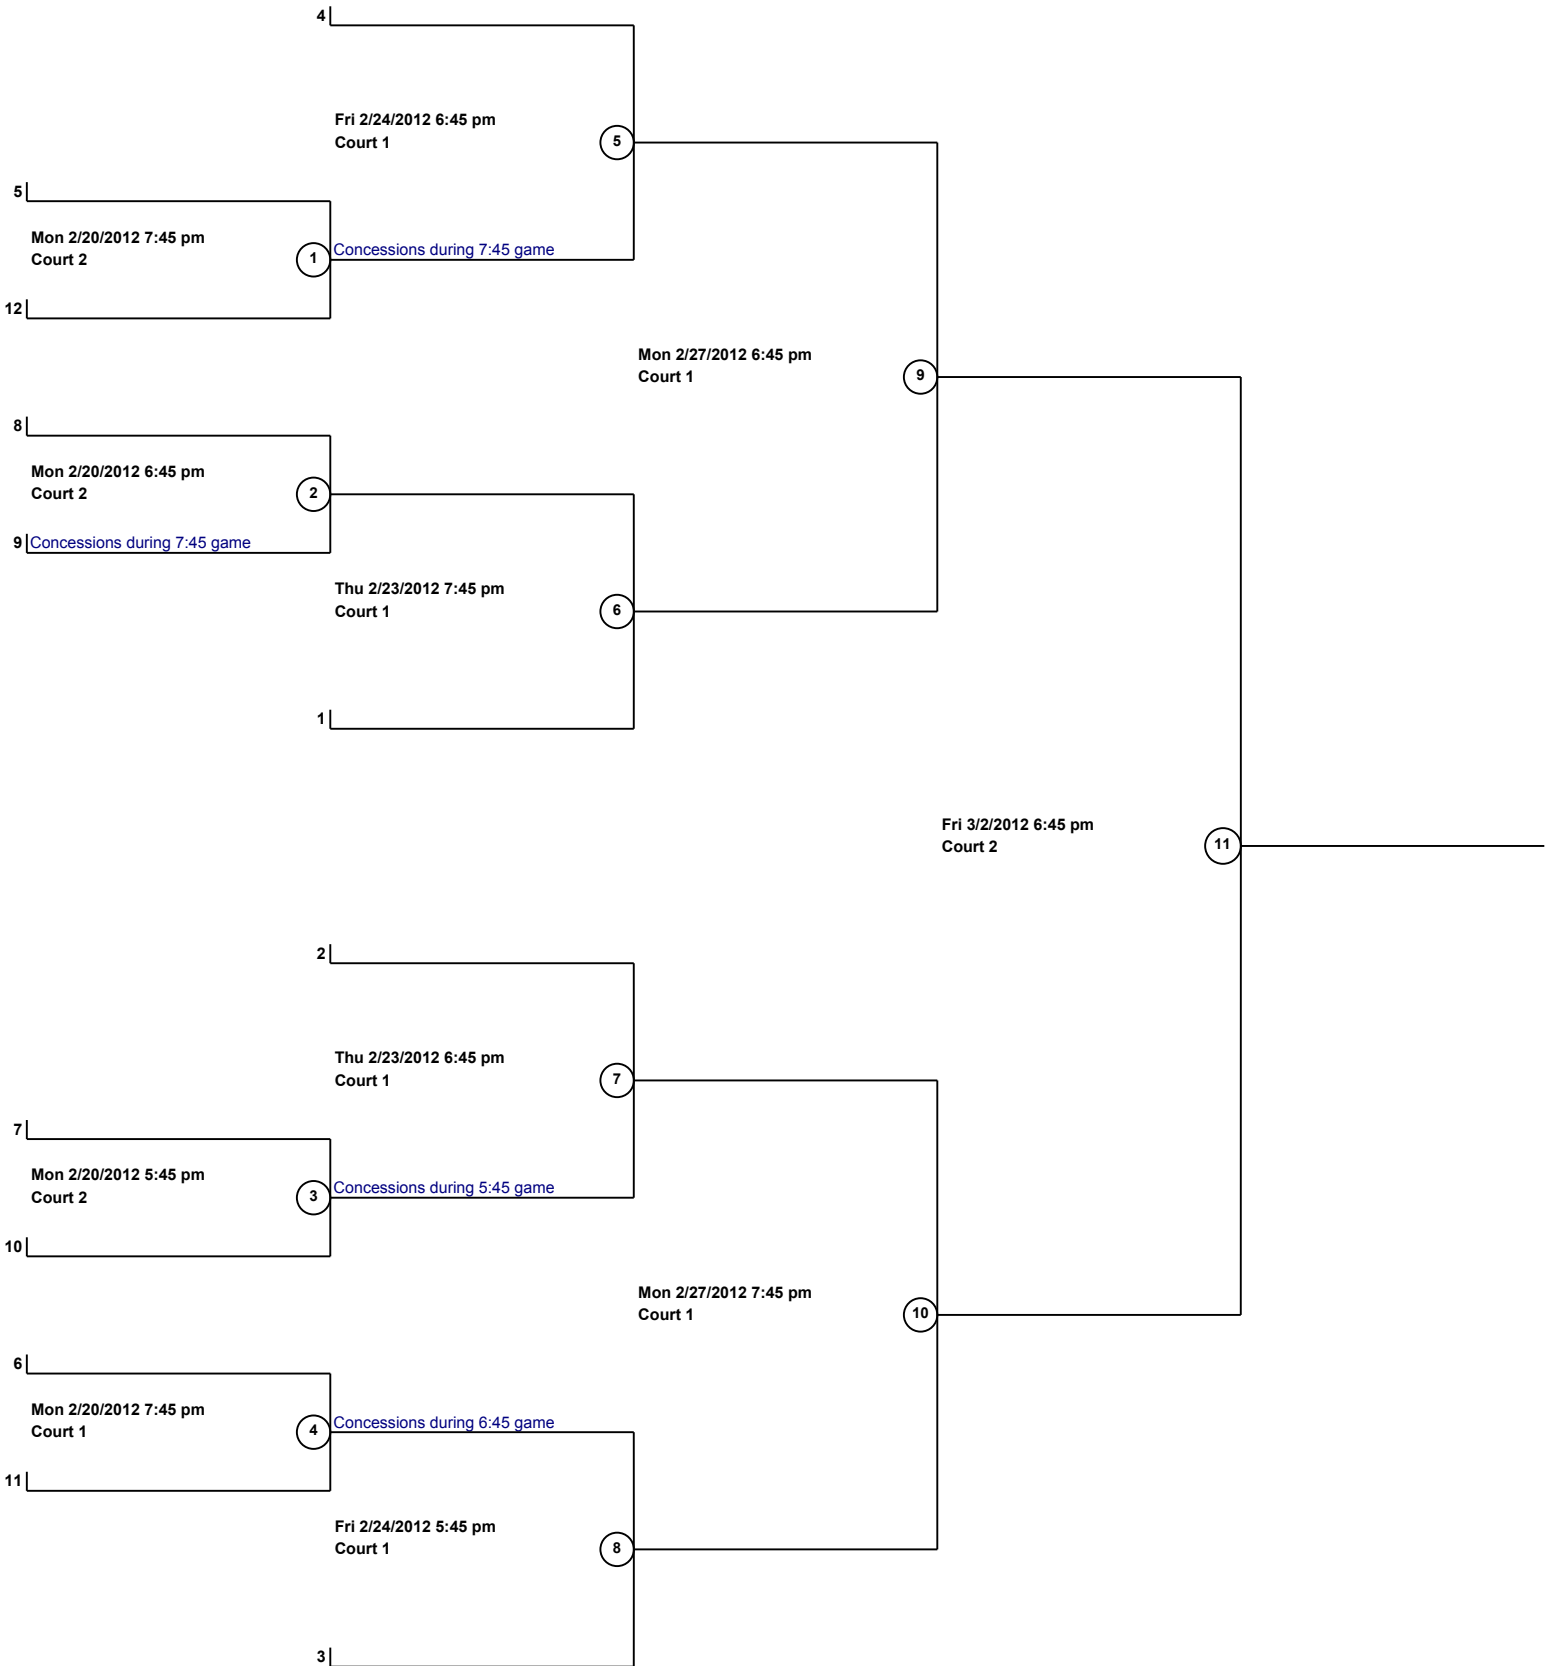 4
Fri 2/24/2012 6:45 pm
Court 1
5
5
Mon 2/20/2012 7:45 pm
Court 2
1
Concessions during 7:45 game
12
Mon 2/27/2012 6:45 pm
Court 1
9
8
Mon 2/20/2012 6:45 pm
Court 2
2
9 Concessions during 7:45 game
Thu 2/23/2012 7:45 pm
Court 1
6
1
Fri 3/2/2012 6:45 pm
Court 2
11
2
Thu 2/23/2012 6:45 pm
Court 1
7
7
Mon 2/20/2012 5:45 pm
Court 2
3
Concessions during 5:45 game
10
Mon 2/27/2012 7:45 pm
Court 1
10
6
Mon 2/20/2012 7:45 pm
Court 1
4
Concessions during 6:45 game
11
Fri 2/24/2012 5:45 pm
Court 1
8
3